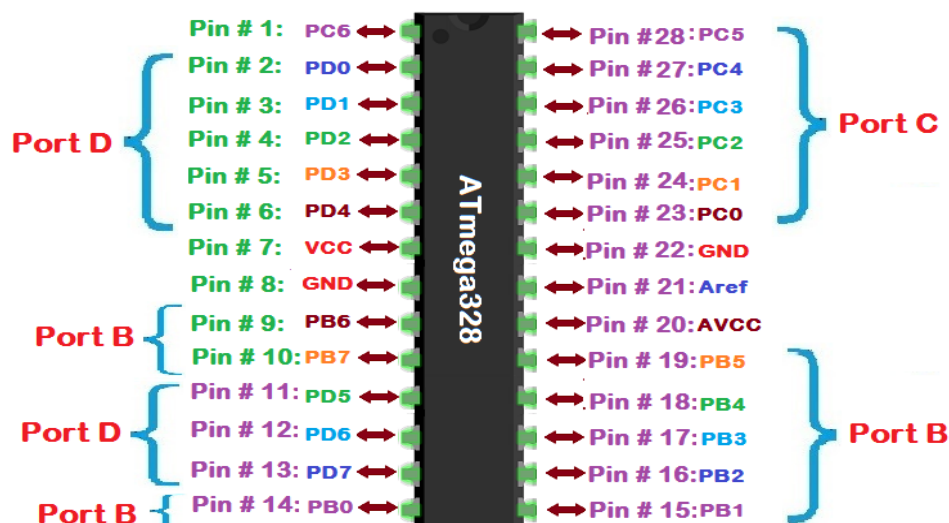 Pin # 1: PC6
Pin # 2: PD0
Pin # 3: PD1
Pin # 4: PD2
Pin # 5: PD3
Pin # 6: PD4
Port D
Pin # 7: VCC
Pin # 8: GND
Pin # 9: PB6
Pin # 10: PB7
Port B
Pin # 11: PD5
Pin # 12: PD6
Pin # 13: PD7
Port D
Pin # 14: PB0
Port B
ATmega328
Pin #28: PC5
Pin # 27: PC4
Pin # 26: PC3
Pin # 25: PC2
Pin # 24: PC1
Pin # 23: PC0
Port C
Pin # 22: GND
Pin # 21: Aref
Pin # 20: AVCC
Pin # 19: PB5
Pin # 18: PB4
Pin # 17: PB3
Pin # 16: PB2
Pin # 15: PB1
Port B